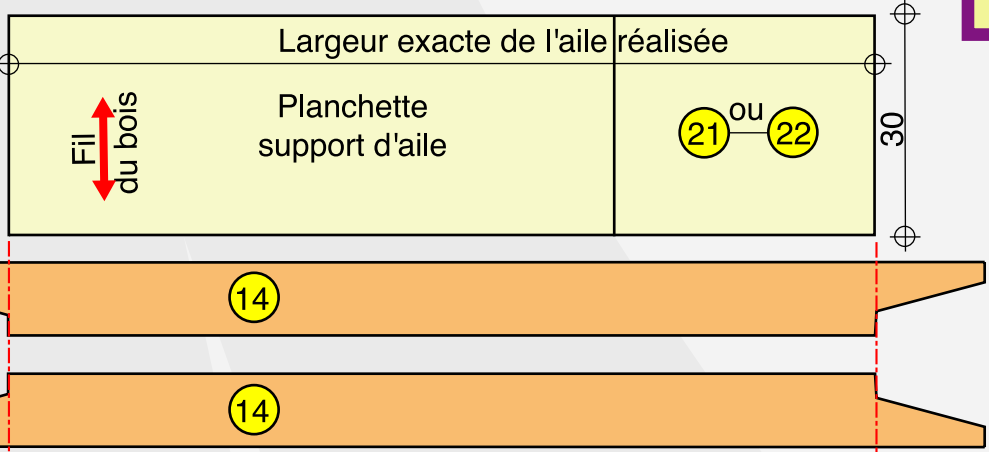 Largeur exacte de l'aile réalisée
Fil
du bois
Planchette
support d'aile
21 ou 22
30
14
14